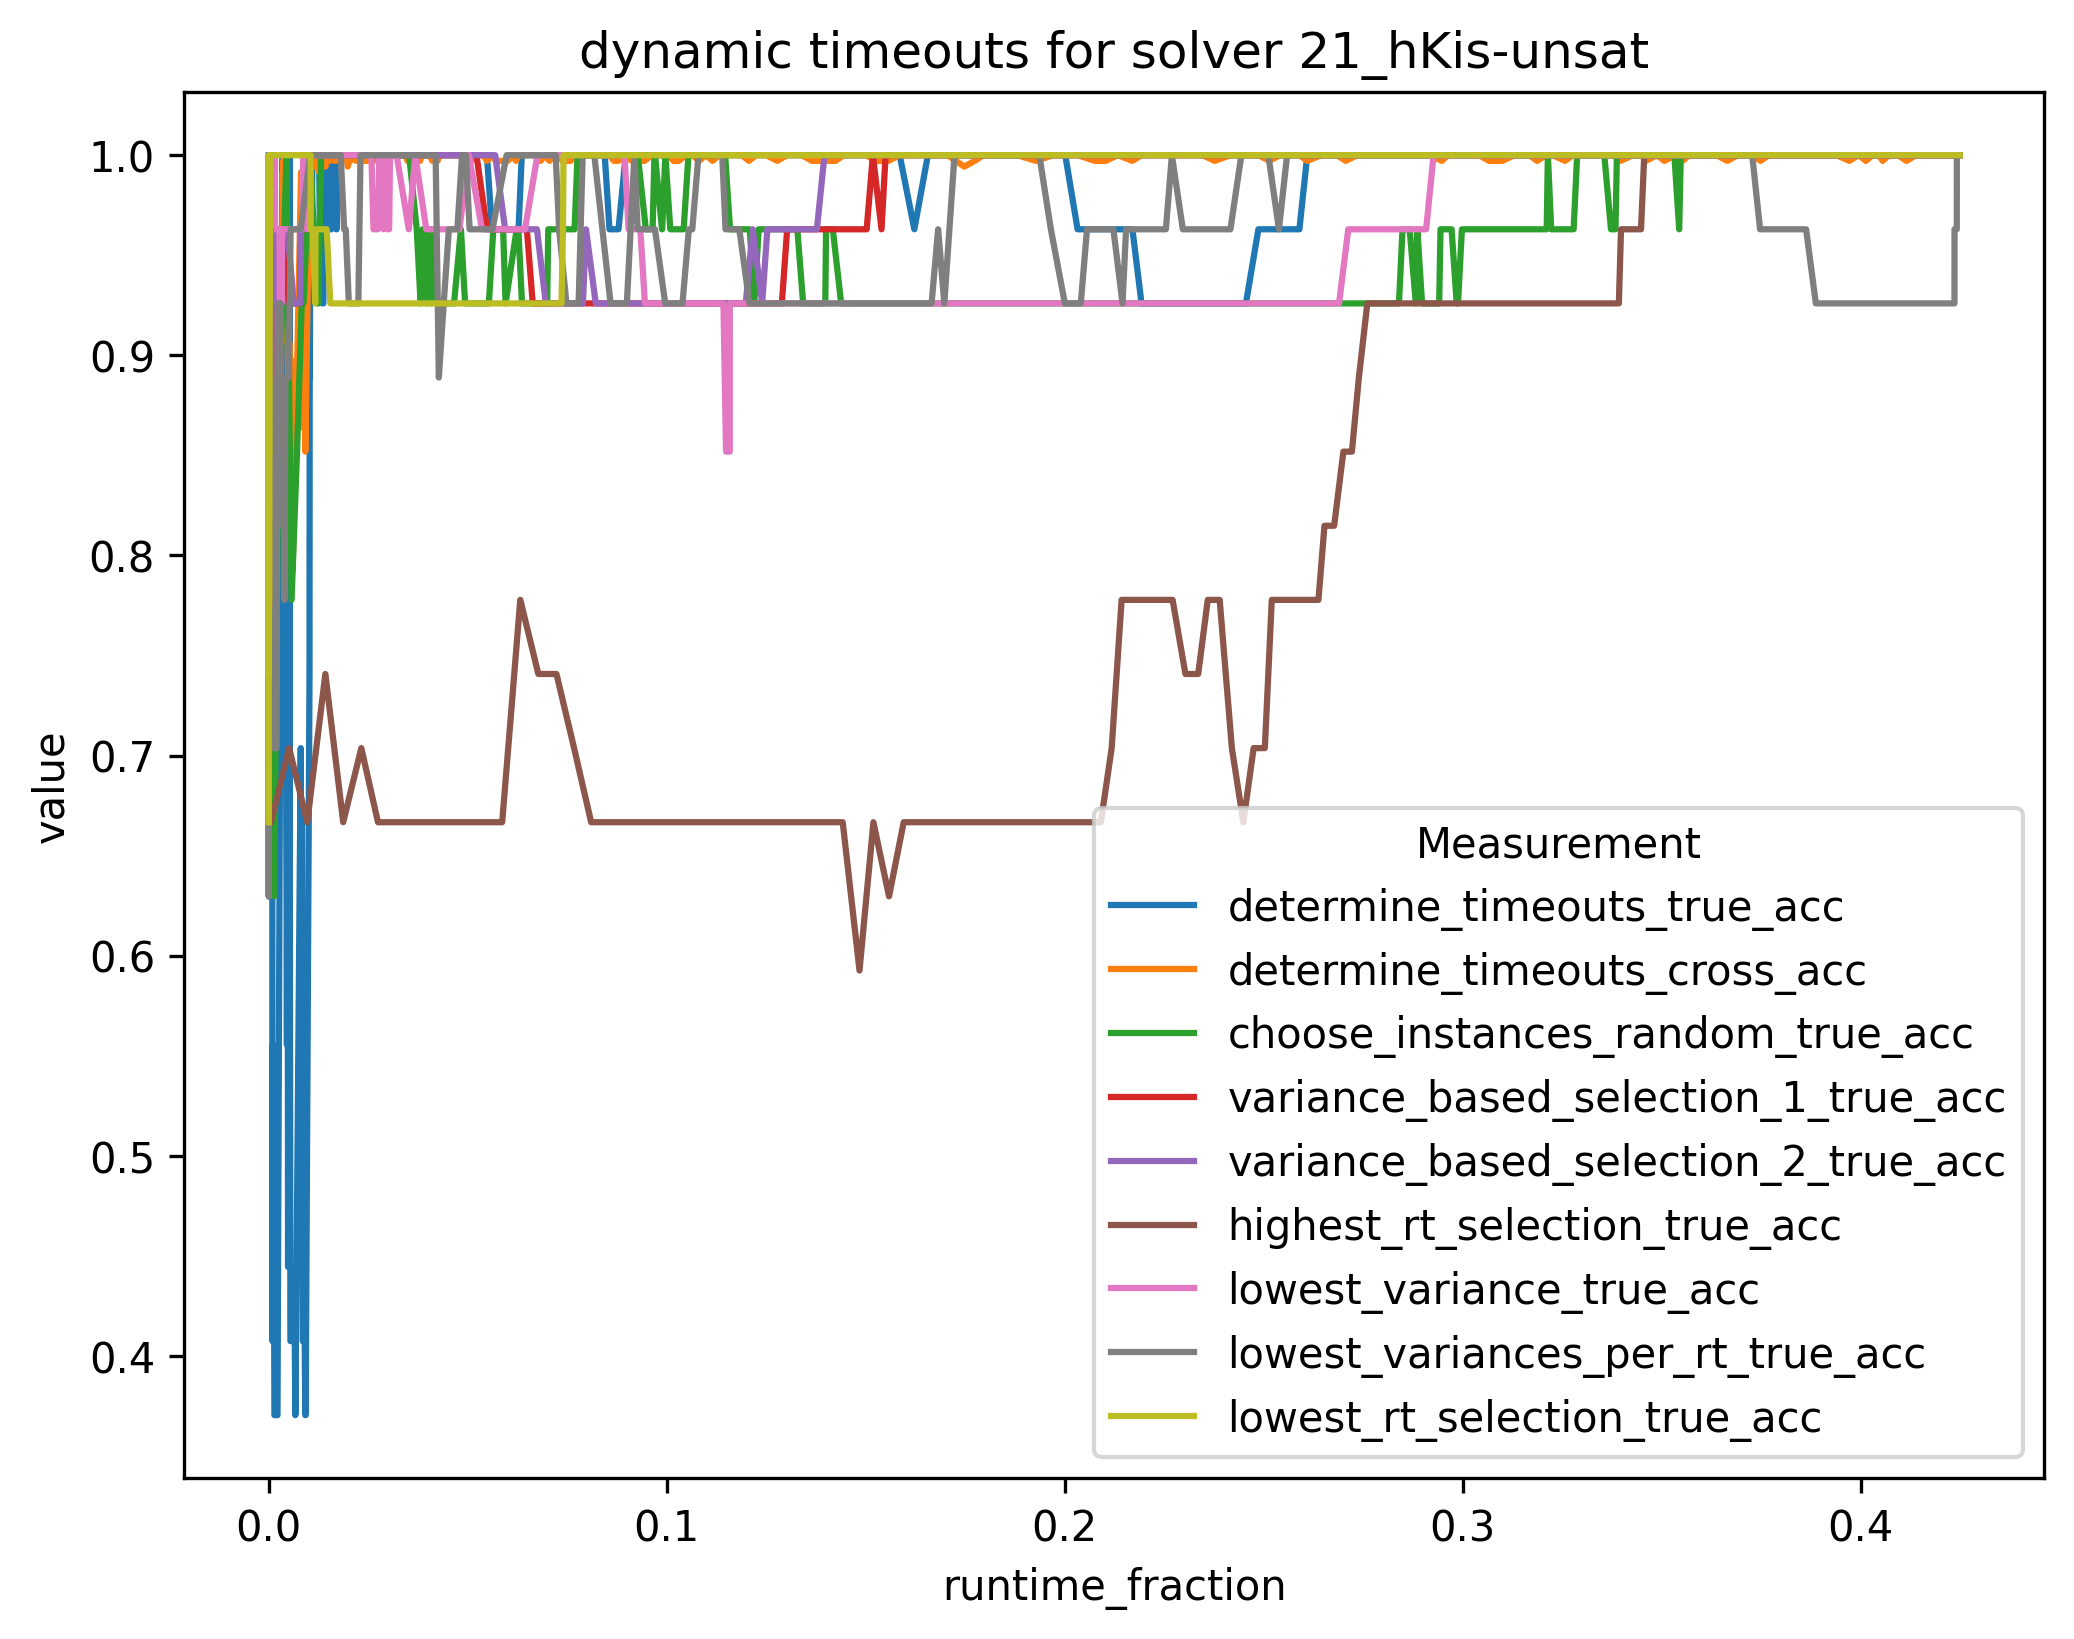 dynamic timeouts for solver 21_hKis-unsat
1.0
0.9
0.8
0.7
0.6
0.5
0.4
value
Measurement
determine_timeouts_true_acc
determine_timeouts_cross_acc
choose_instances_random_true_acc
variance_based_selection_1_true_acc
variance_based_selection_2_true_acc
highest_rt_selection_true_acc
lowest_variance_true_acc
lowest_variances_per_rt_true_acc
lowest_rt_selection_true_acc
0.0 0.1 0.2 0.3 0.4
runtime_fraction